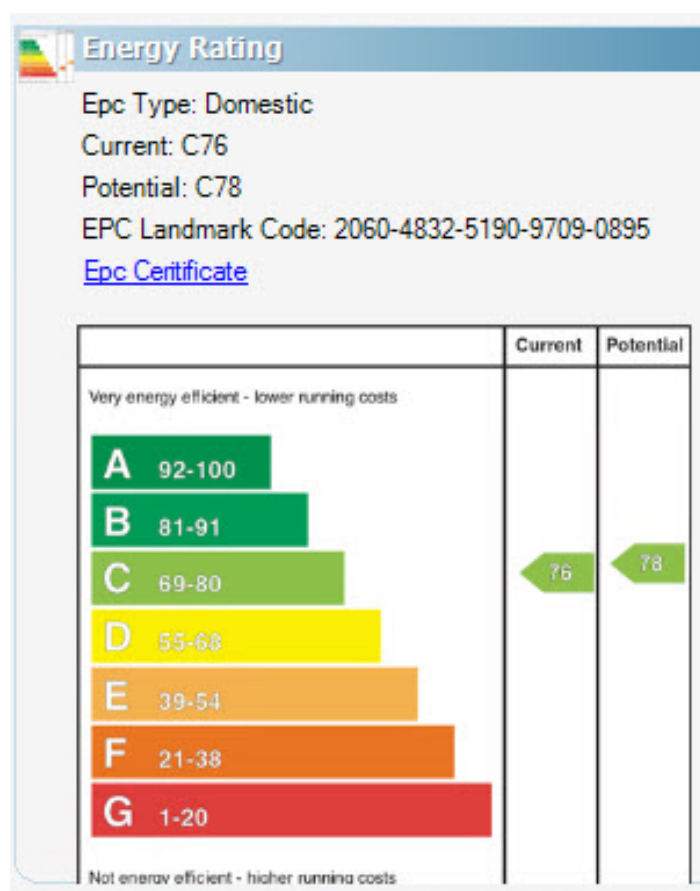 Energy Rating
Epc Type: Domestic
Current: C76
Potential: C78
EPC Landmark Code: 2060-4832-5190-9709-0895
Epc Ceritificate
Current Potential
Very energy efficient - lower running costs
A 92-100
B 81-91
C 69-80 76 78
D 55-68
E 39-54
F 21-38
G 1-20
Not energy efficient - higher running costs